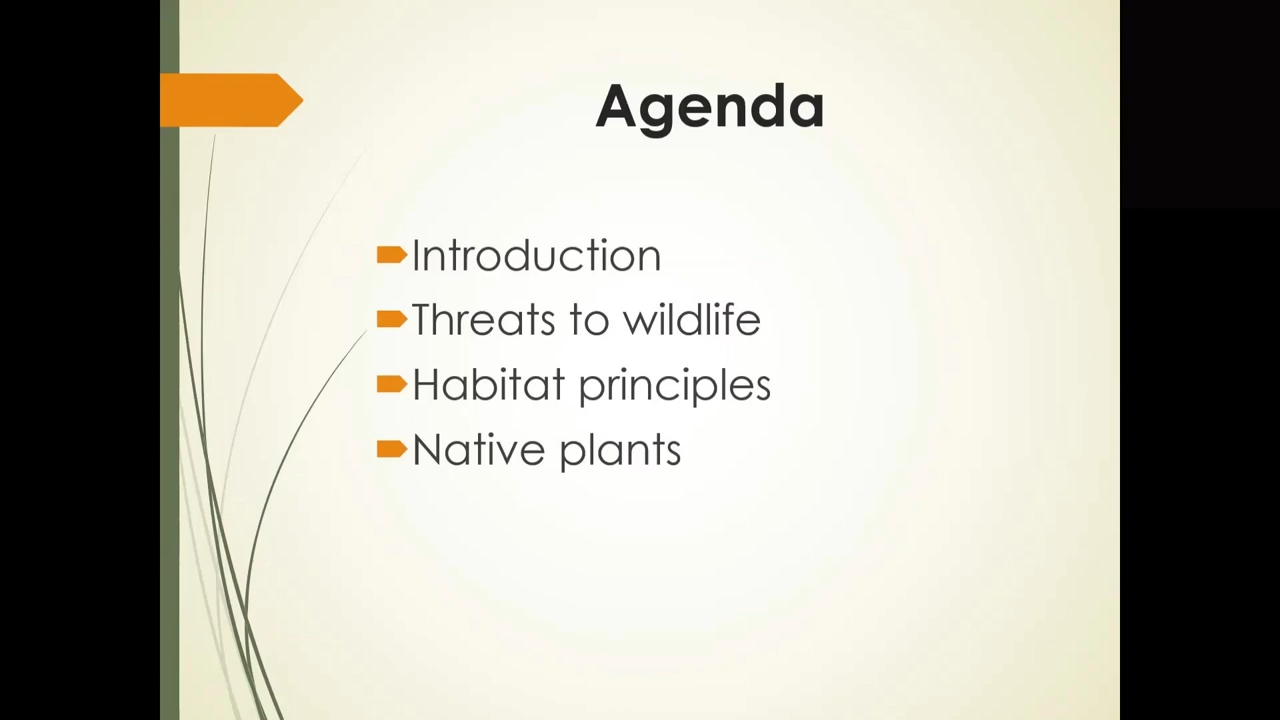 Agenda
Introduction
Threats to wildlife
Habitat principles
Native plants